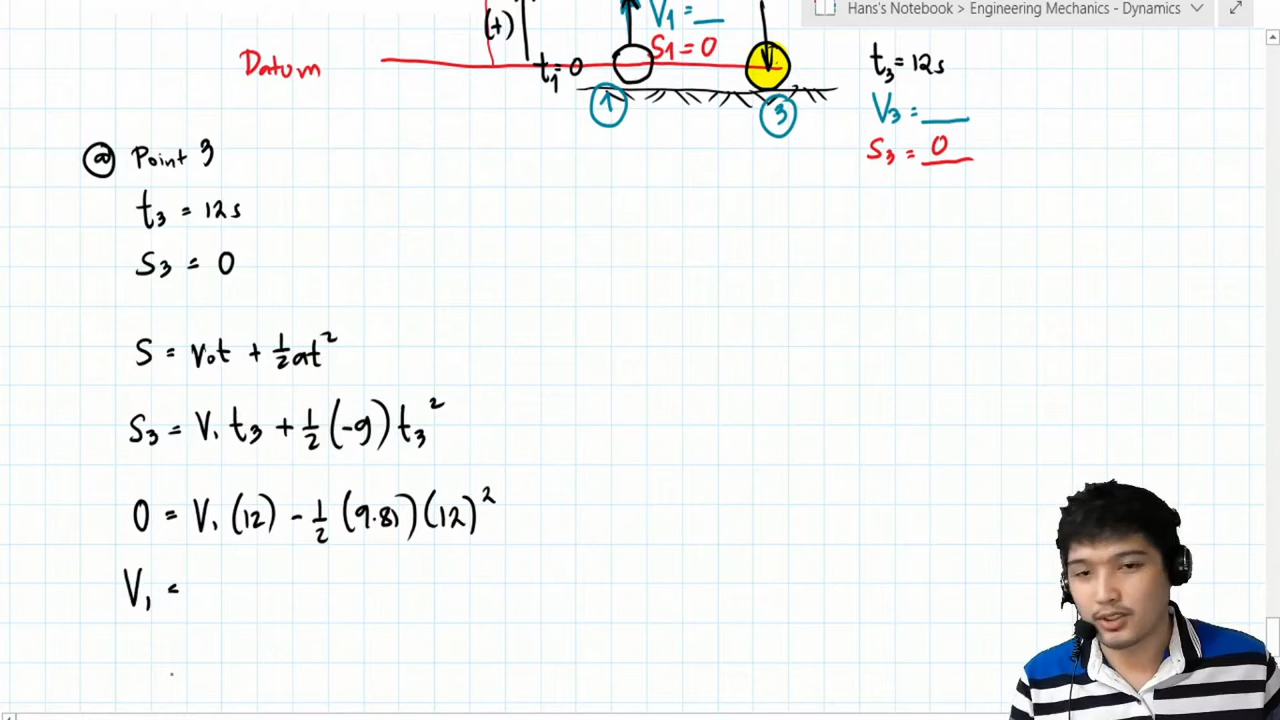 Hans's Notebook > Engineering Mechanics - Dynamics
(+)
V1 = __
S1 = 0
Datum
t1 = 0
1
3
t3 = 12s
V3 = ___
S3 = 0
@ Point 3
t3 = 12s
S3 = 0
S = V0t + 1/2at²
S3 = V1 t3 + 1/2 (-g) t3²
0 = V1 (12) - 1/2 (9.81)(12)²
V1 =